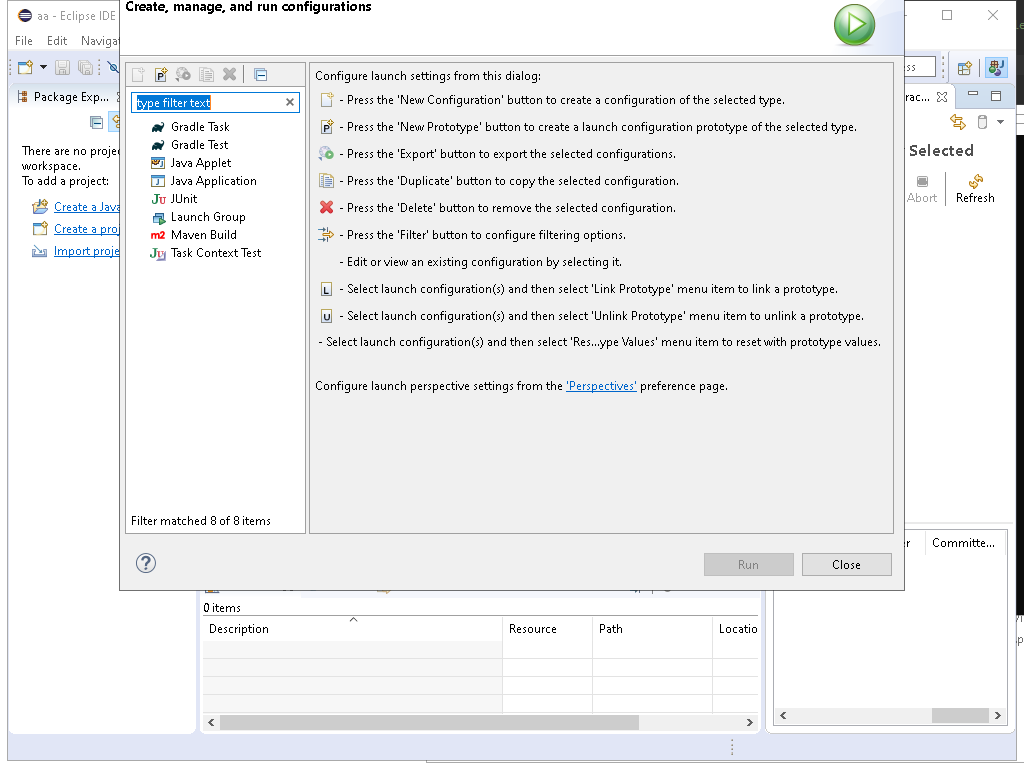 Create, manage, and run configurations
aa - Eclipse IDE
File Edit Navigat
Package Exp...
There are no projec
workspace.
To add a project:
Create a Java
Create a proj
Import proje
type filter text
Gradle Task
Gradle Test
Java Applet
Java Application
JUnit
Launch Group
Maven Build
Task Context Test
Filter matched 8 of 8 items
Configure launch settings from this dialog:
- Press the 'New Configuration' button to create a configuration of the selected type.
- Press the 'New Prototype' button to create a launch configuration prototype of the selected type.
- Press the 'Export' button to export the selected configurations.
- Press the 'Duplicate' button to copy the selected configuration.
- Press the 'Delete' button to remove the selected configuration.
- Press the 'Filter' button to configure filtering options.
- Edit or view an existing configuration by selecting it.
- Select launch configuration(s) and then select 'Link Prototype' menu item to link a prototype.
- Select launch configuration(s) and then select 'Unlink Prototype' menu item to unlink a prototype.
- Select launch configuration(s) and then select 'Res...ype Values' menu item to reset with prototype values.
Configure launch perspective settings from the 'Perspectives' preference page.
Run Close
ss
rac...
Selected
Abort Refresh
er Committe...
0 items
Description Resource Path Locatio